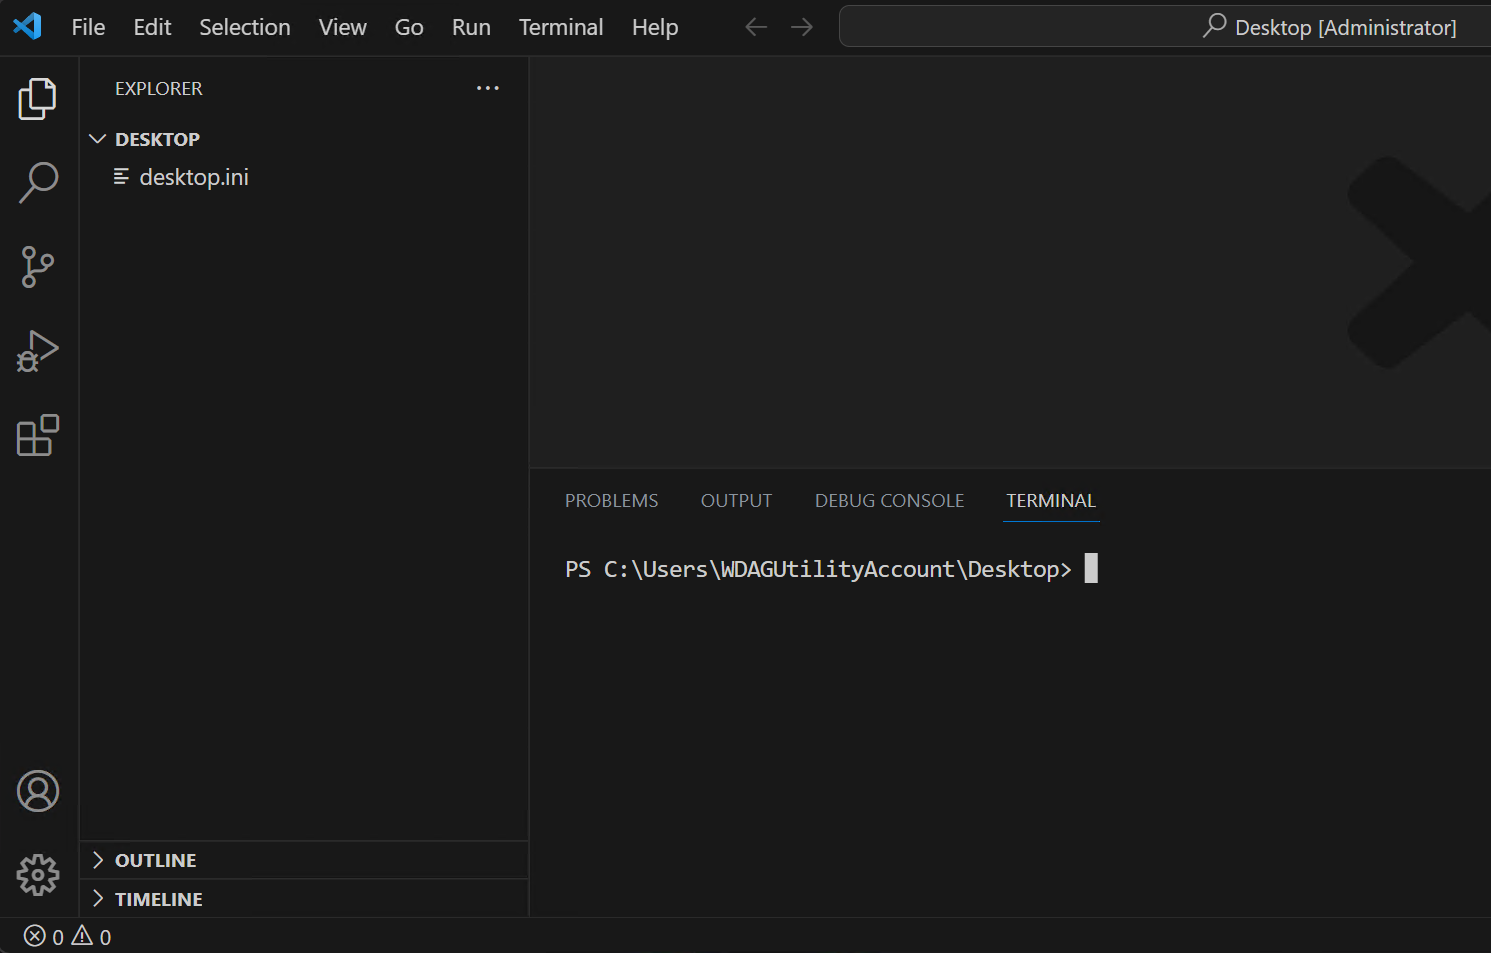 File Edit Selection View Go Run Terminal Help Desktop [Administrator]
EXPLORER
DESKTOP
desktop.ini
PROBLEMS OUTPUT DEBUG CONSOLE TERMINAL
PS C:\Users\WDAGUtilityAccount\Desktop>
OUTLINE
TIMELINE
0 0